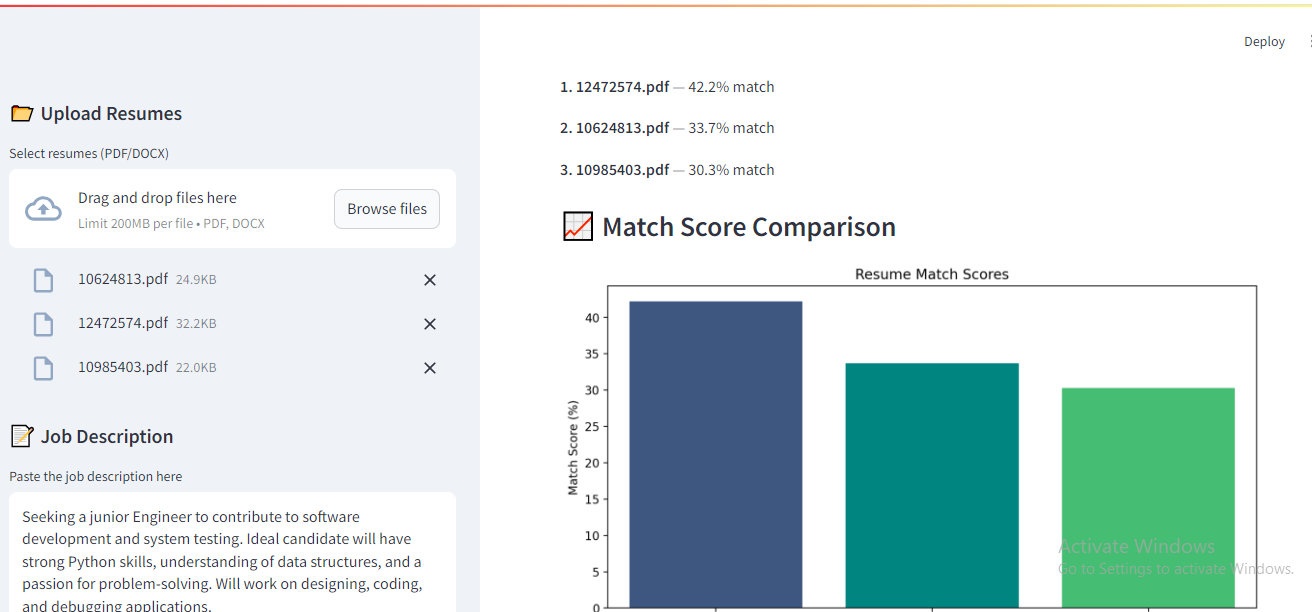 Deploy
Upload Resumes
Select resumes (PDF/DOCX)
Drag and drop files here
Limit 200MB per file • PDF, DOCX
Browse files
10624813.pdf 24.9KB
12472574.pdf 32.2KB
10985403.pdf 22.0KB
Job Description
Paste the job description here
Seeking a junior Engineer to contribute to software
development and system testing. Ideal candidate will have
strong Python skills, understanding of data structures, and a
passion for problem-solving. Will work on designing, coding,
and debugging applications.
1. 12472574.pdf — 42.2% match
2. 10624813.pdf — 33.7% match
3. 10985403.pdf — 30.3% match
Match Score Comparison
Resume Match Scores
Match Score (%)
40
35
30
25
20
15
10
5
0
Activate Windows
Go to Settings to activate Windows.